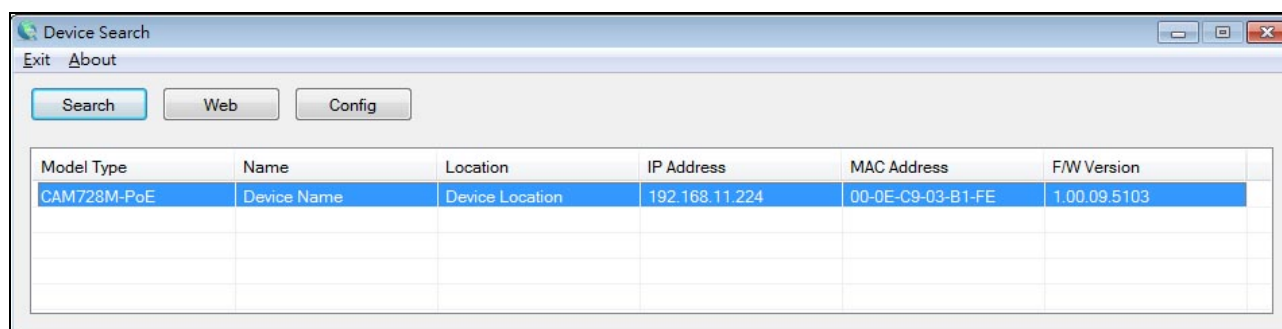 Device Search
Exit About
Search Web Config
Model Type Name Location IP Address MAC Address F/W Version
CAM728M-PoE Device Name Device Location 192.168.11.224 00-0E-C9-03-B1-FE 1.00.09.5103